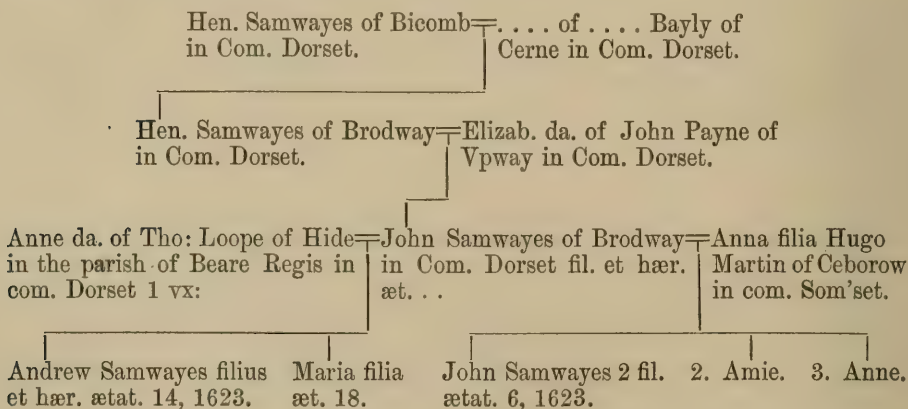 Hen. Samwayes of Bicomb=. . . . of . . . . Bayly of
in Com. Dorset. Cerne in Com. Dorset.
Hen. Samwayes of Brodway=Elizab. da. of John Payne of
in Com. Dorset. Vpway in Com. Dorset.
Anne da. of Tho: Loope of Hide=John Samwayes of Brodway=Anna filia Hugo
in the parish of Beare Regis in in Com. Dorset fil. et hær. Martin of Ceborow
com. Dorset 1 vx: æt. . . in com. Som'set.
Andrew Samwayes filius Maria filia John Samwayes 2 fil. 2. Amie. 3. Anne.
et hær. ætat. 14, 1623. æt. 18. ætat. 6, 1623.